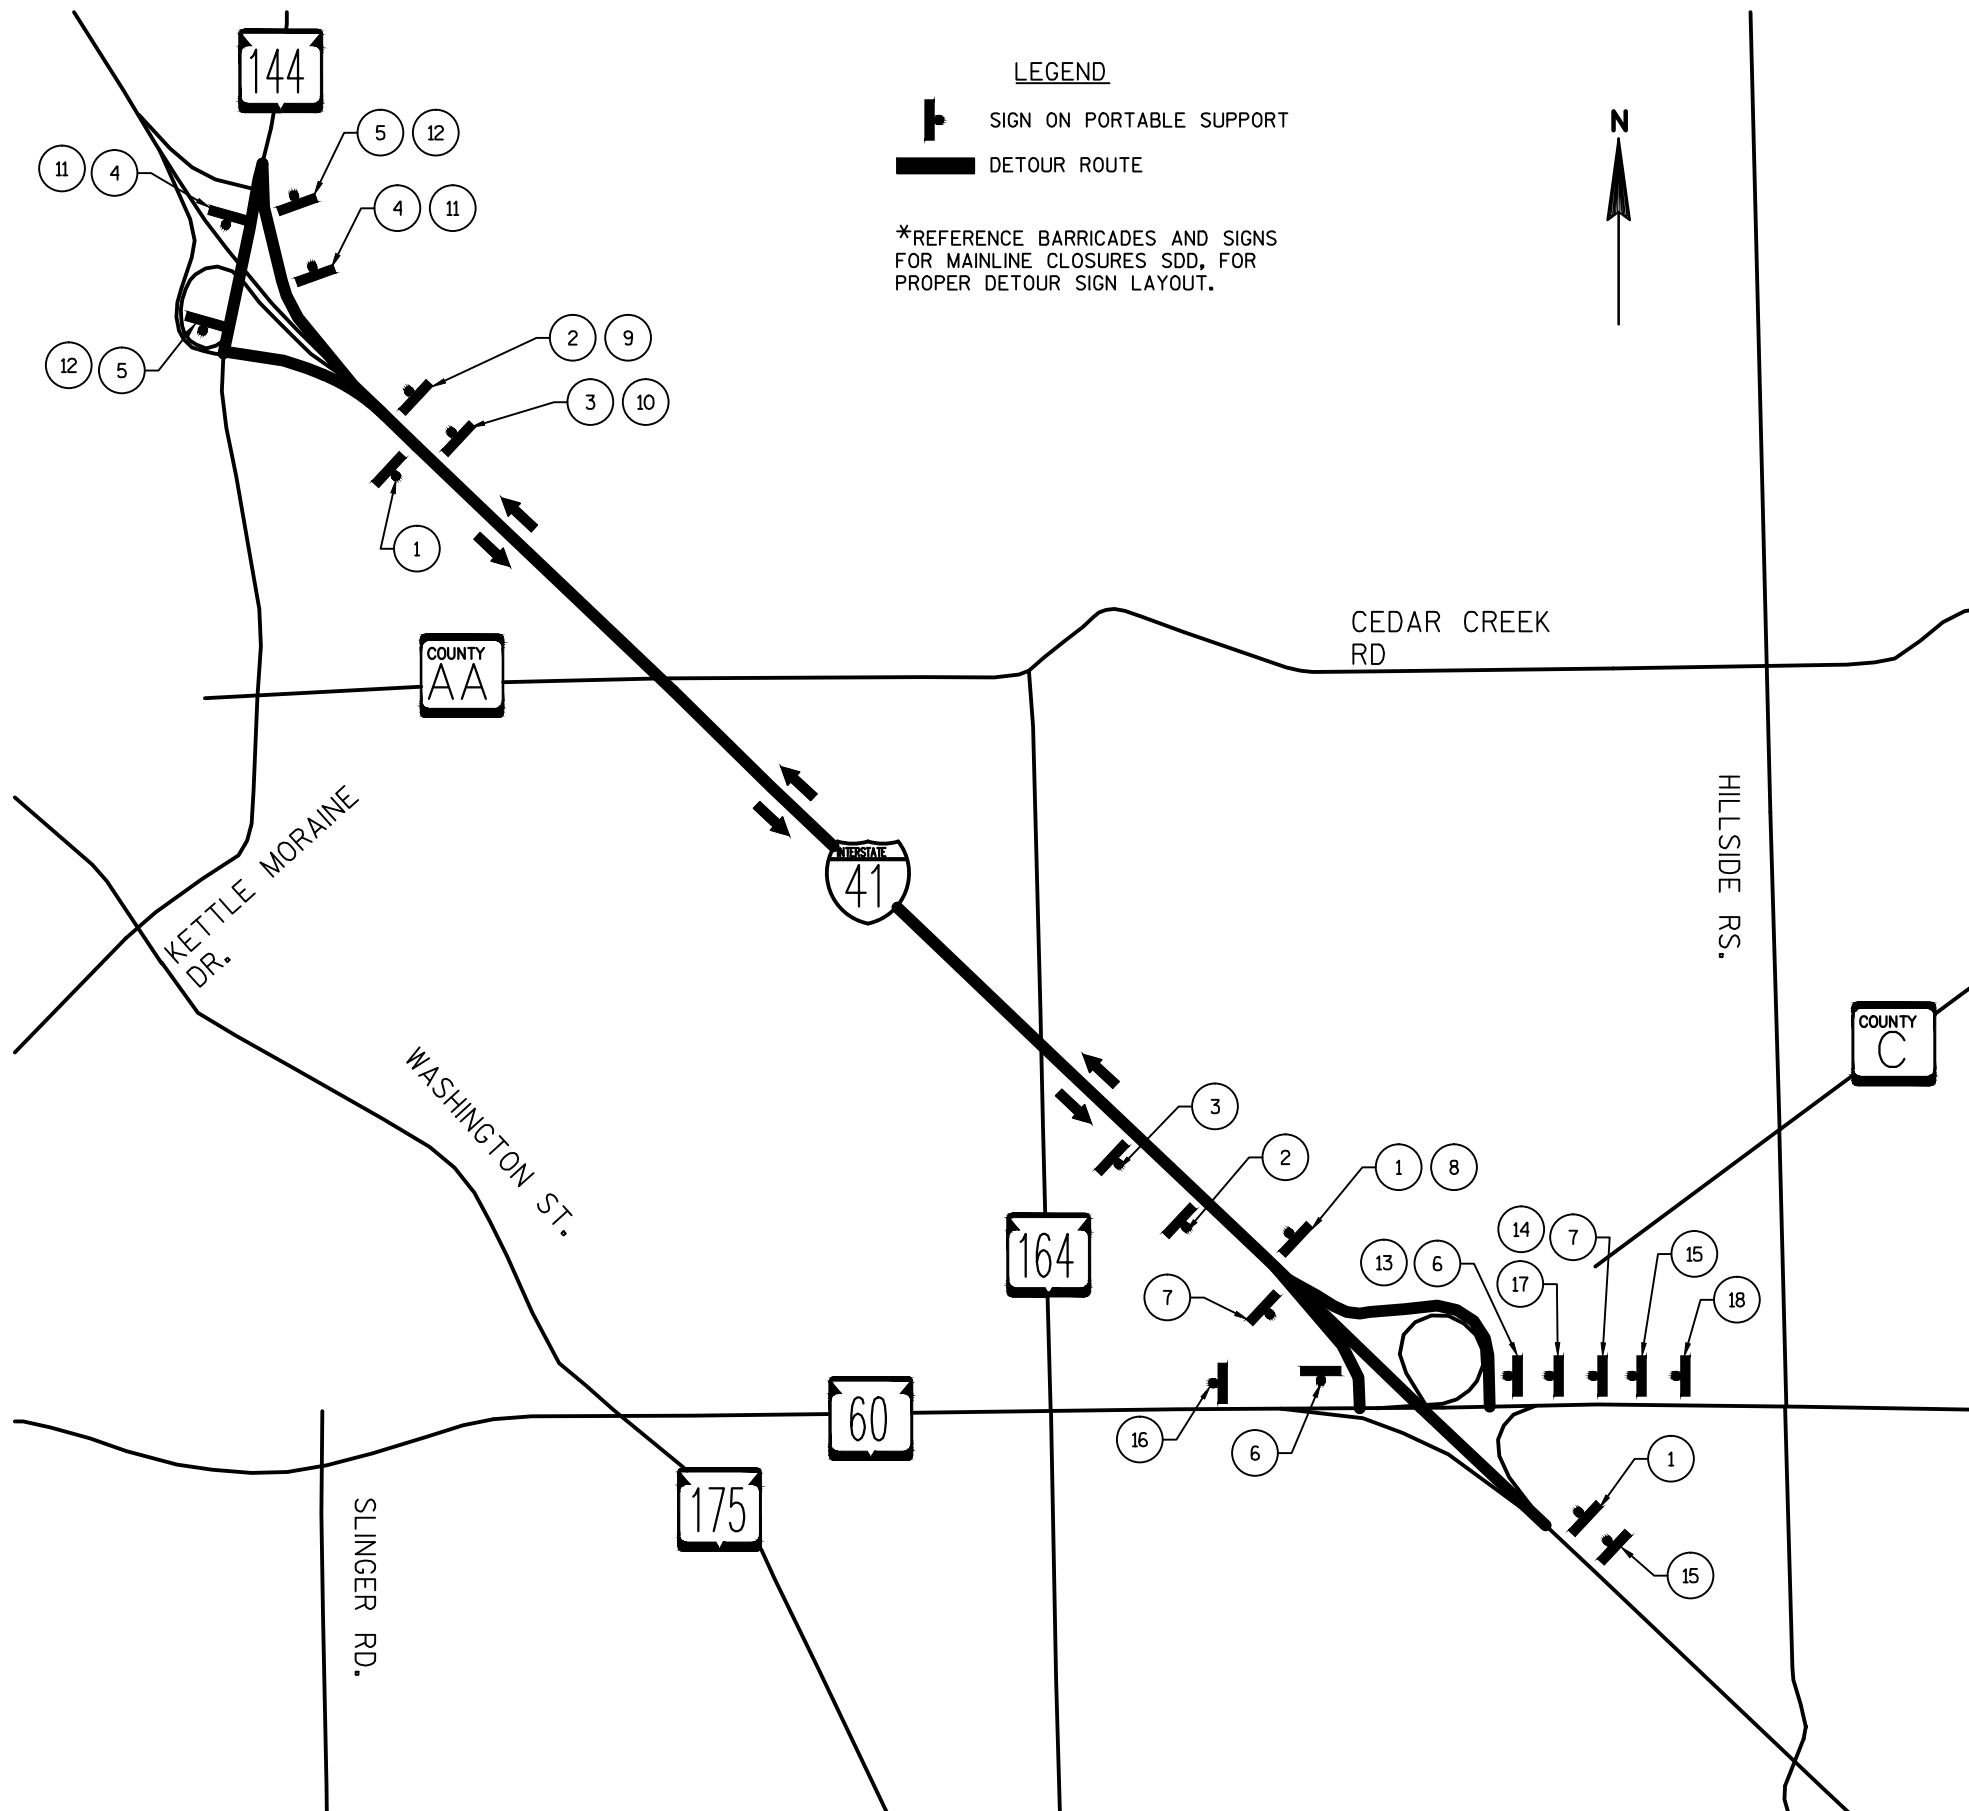 144
LEGEND
SIGN ON PORTABLE SUPPORT
DETOUR ROUTE
*REFERENCE BARRICADES AND SIGNS
FOR MAINLINE CLOSURES SDD, FOR
PROPER DETOUR SIGN LAYOUT.
N
5 12
11 4
4 11
12 5
2 9
3 10
1
CEDAR CREEK
RD
COUNTY
AA
HILLSIDE RS.
KETTLE MORAINE
DR.
INTERSTATE
41
COUNTY
C
WASHINGTON ST.
3
2
1 8
164
7
13 6
14 7
17
15
18
60
16
6
1
175
15
SLINGER RD.